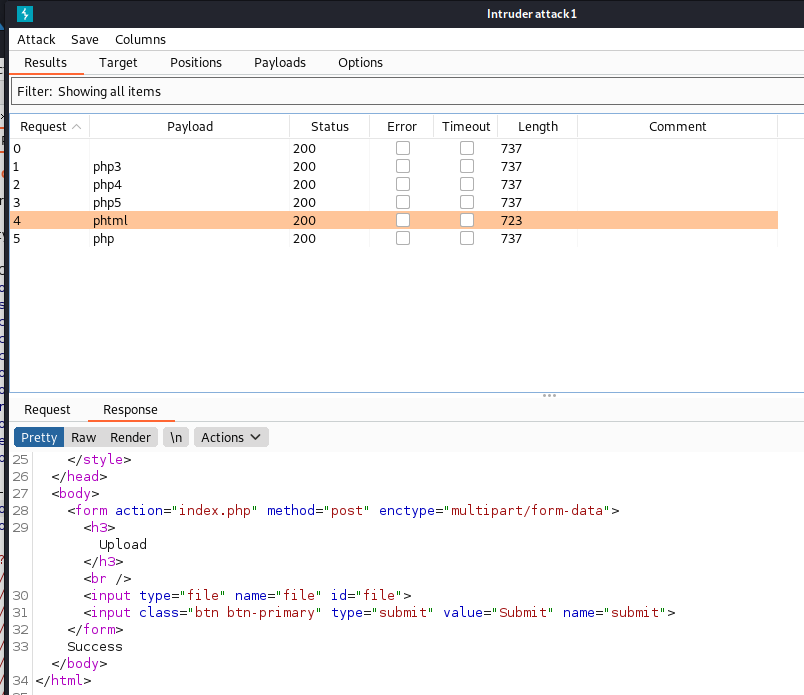 Intruder attack1
Attack Save Columns
Results Target Positions Payloads Options
Filter: Showing all items
Request Payload Status Error Timeout Length Comment
0 200 737
1 php3 200 737
2 php4 200 737
3 php5 200 737
4 phtml 200 723
5 php 200 737
Request Response
Pretty Raw Render \n Actions
25 </style>
26 </head>
27 <body>
28 <form action="index.php" method="post" enctype="multipart/form-data">
29 <h3>
Upload
</h3>
<br />
30 <input type="file" name="file" id="file">
31 <input class="btn btn-primary" type="submit" value="Submit" name="submit">
32 </form>
33 Success
</body>
34 </html>